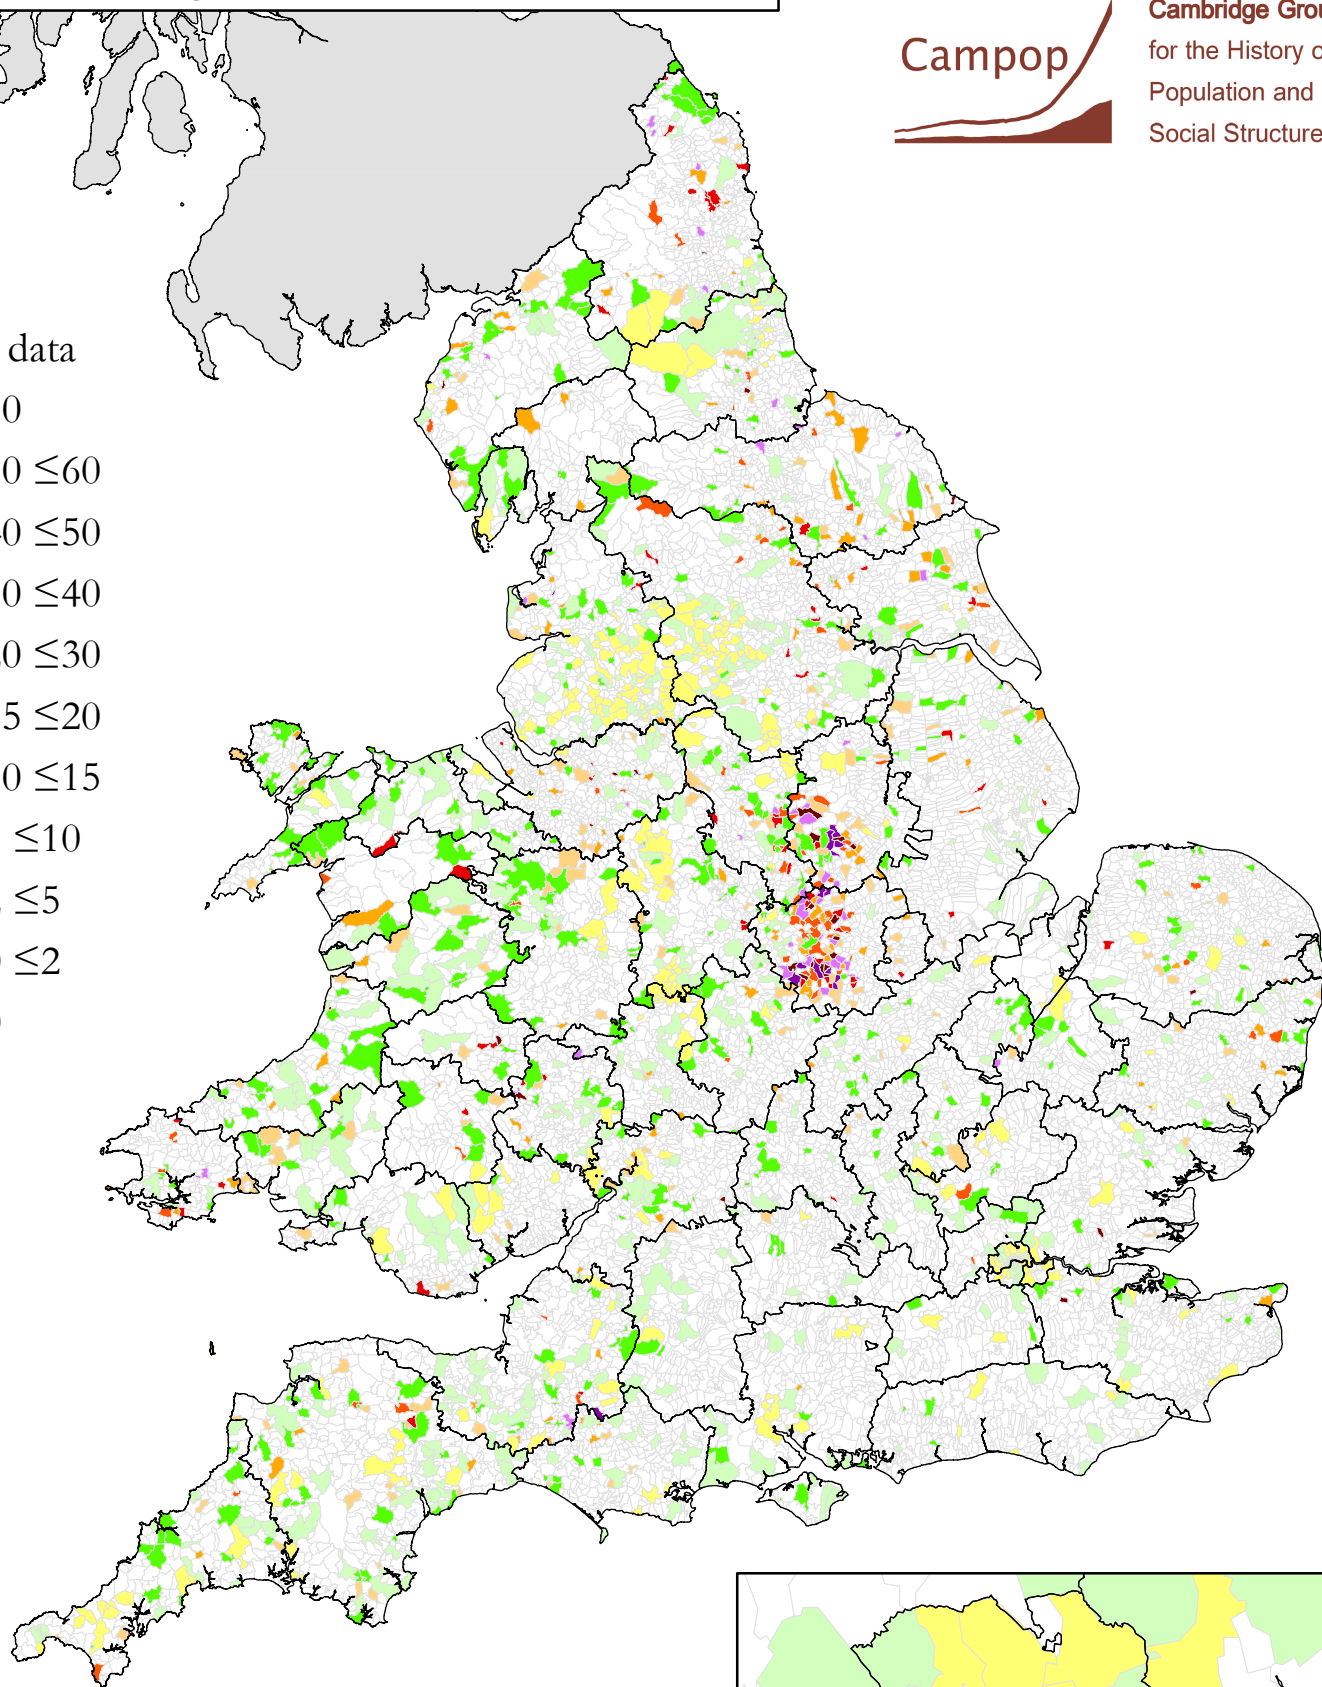 Campop
Cambridge Grou
for the History o
Population and
Social Structure
data
0
0 ≤60
0 ≤50
0 ≤40
0 ≤30
5 ≤20
0 ≤15
≤10
≤5
≤2